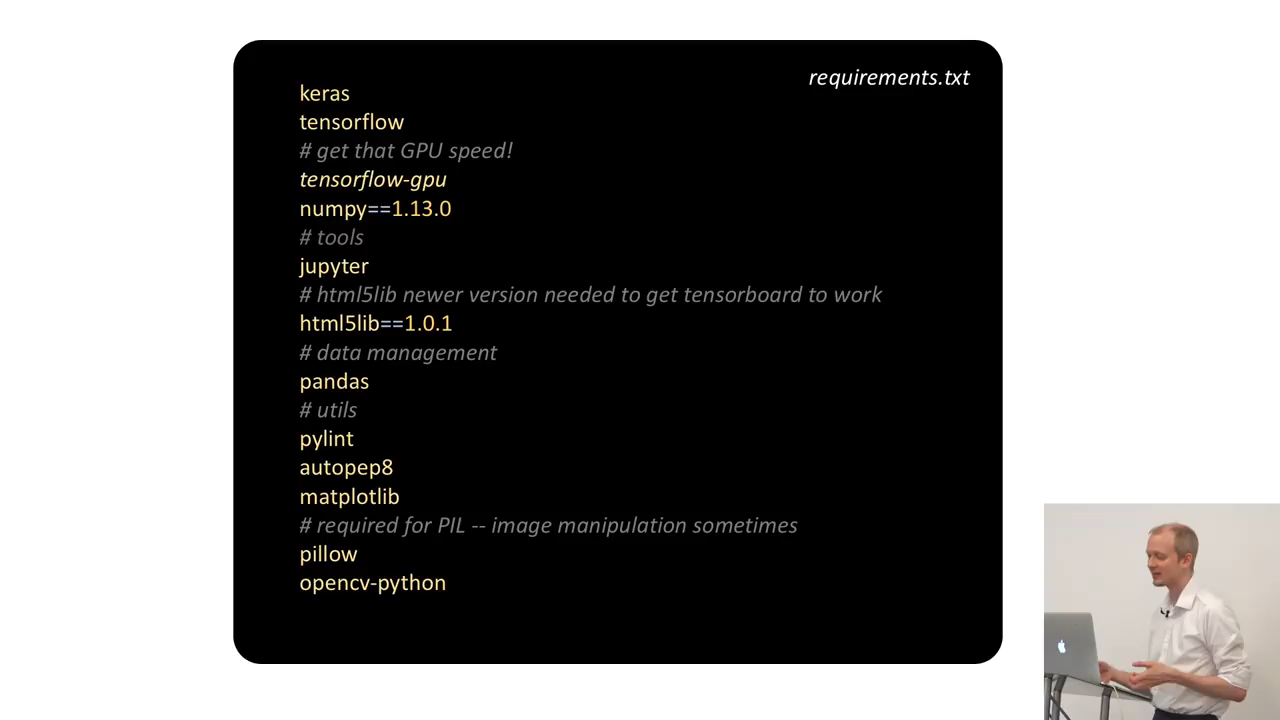 requirements.txt
keras
tensorflow
# get that GPU speed!
tensorflow-gpu
numpy==1.13.0
# tools
jupyter
# html5lib newer version needed to get tensorboard to work
html5lib==1.0.1
# data management
pandas
# utils
pylint
autopep8
matplotlib
# required for PIL -- image manipulation sometimes
pillow
opencv-python